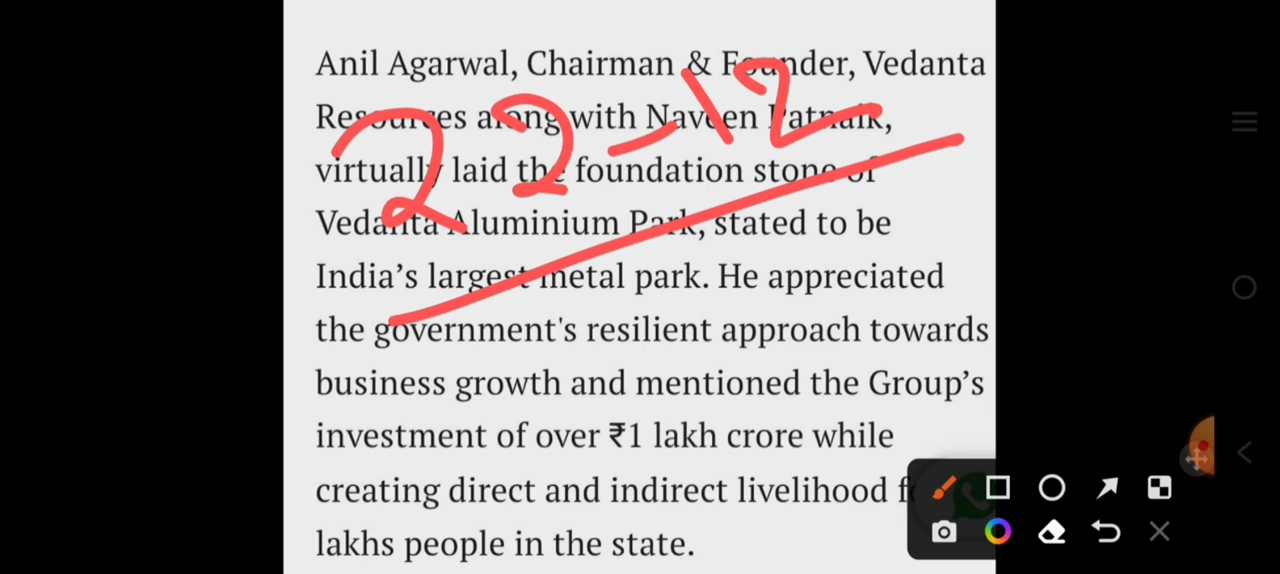 Anil Agarwal, Chairman & Founder, Vedanta
Resources along with Naveen Patnaik,
virtually laid the foundation stone of
Vedanta Aluminium Park, stated to be
India’s largest metal park. He appreciated
the government's resilient approach towards
business growth and mentioned the Group’s
investment of over ₹1 lakh crore while
creating direct and indirect livelihood
lakhs people in the state.
22-12